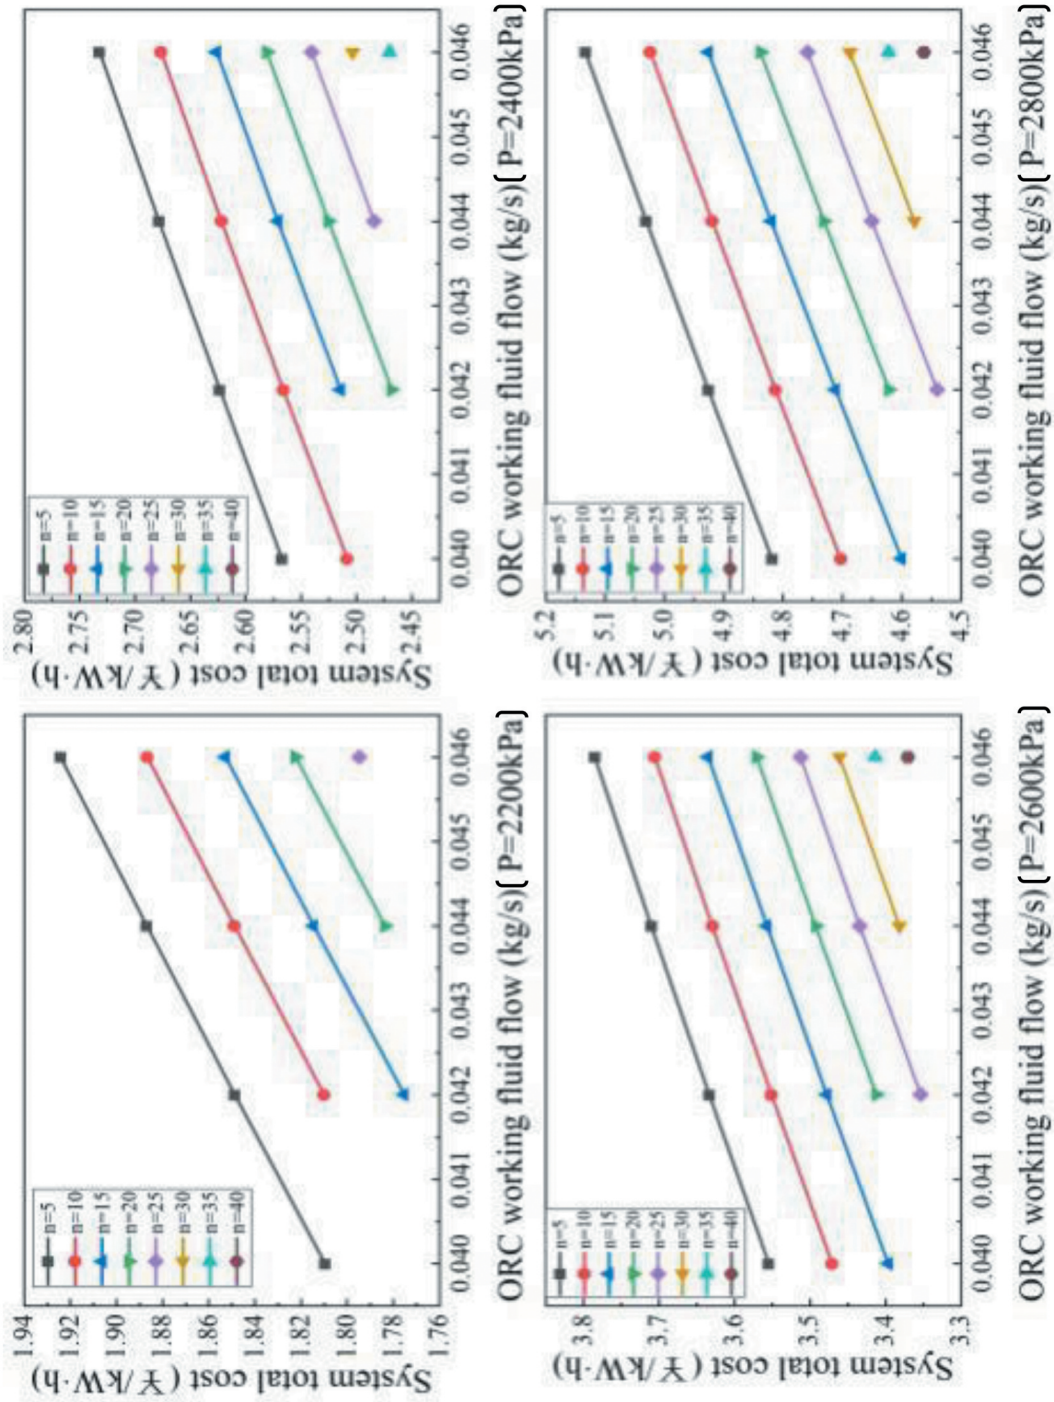 System total cost (¥/kW·h)
1.94
1.92
1.90
1.88
1.86
1.84
1.82
1.80
1.78
1.76
n=5
n=10
n=15
n=20
n=25
n=30
n=35
n=40
0.040 0.041 0.042 0.043 0.044 0.045 0.046
ORC working fluid flow (kg/s)[P=2200kPa]
System total cost (¥/kW·h)
2.80
2.75
2.70
2.65
2.60
2.55
2.50
2.45
n=5
n=10
n=15
n=20
n=25
n=30
n=35
n=40
0.040 0.041 0.042 0.043 0.044 0.045 0.046
ORC working fluid flow (kg/s)[P=2400kPa]
System total cost (¥/kW·h)
3.8
3.7
3.6
3.5
3.4
3.3
n=5
n=10
n=15
n=20
n=25
n=30
n=35
n=40
0.040 0.041 0.042 0.043 0.044 0.045 0.046
ORC working fluid flow (kg/s)[P=2600kPa]
System total cost (¥/kW·h)
5.2
5.1
5.0
4.9
4.8
4.7
4.6
4.5
n=5
n=10
n=15
n=20
n=25
n=30
n=35
n=40
0.040 0.041 0.042 0.043 0.044 0.045 0.046
ORC working fluid flow (kg/s)[P=2800kPa]